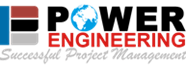 POWER
ENGINEERING
Successful Project Management